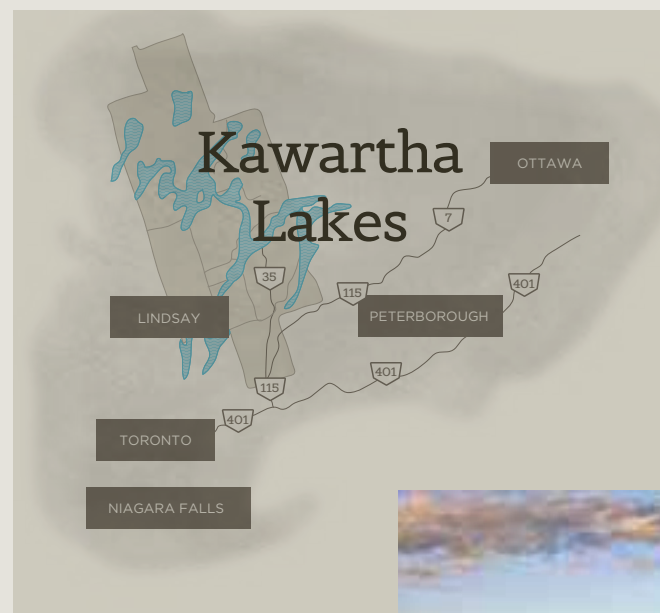 Kawartha
Lakes
OTTAWA
7
35
401
115
LINDSAY
PETERBOROUGH
401
115
401
TORONTO
NIAGARA FALLS